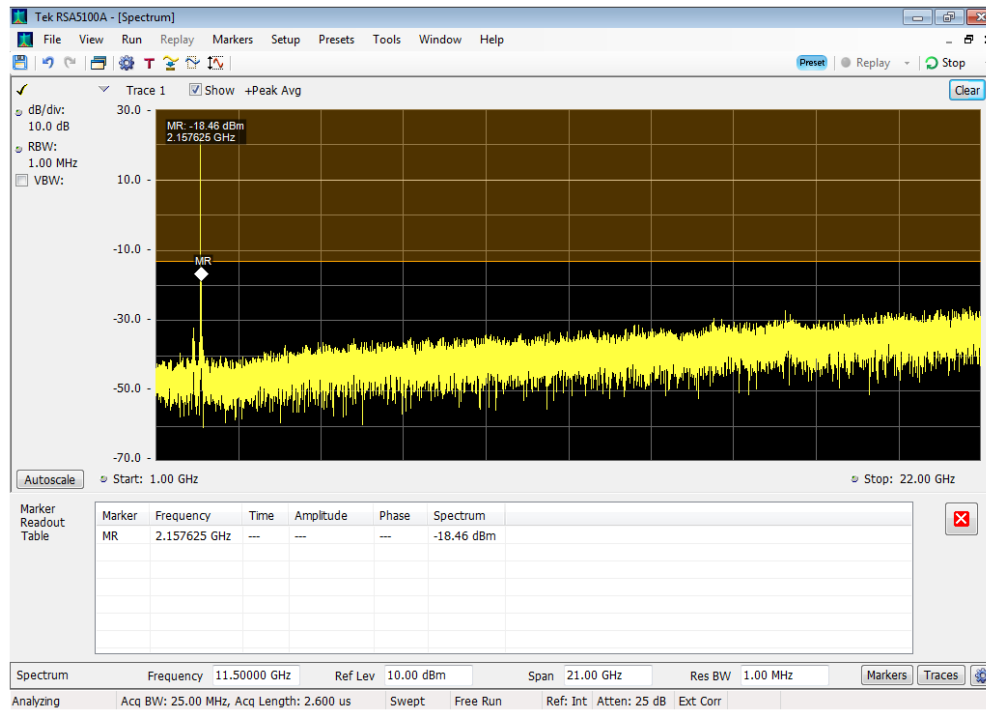 Tek RSA5100A - [Spectrum]
File View Run Replay Markers Setup Presets Tools Window Help
T Preset Replay Stop
Trace 1 Show +Peak Avg Clear
dB/div:
10.0 dB
RBW:
1.00 MHz
VBW:
30.0
10.0
-10.0
-30.0
-50.0
-70.0
MR: -18.46 dBm
2.157625 GHz
MR
Autoscale Start: 1.00 GHz Stop: 22.00 GHz
Marker
Readout
Table
Marker Frequency Time Amplitude Phase Spectrum
MR 2.157625 GHz --- --- --- -18.46 dBm
Spectrum Frequency 11.50000 GHz Ref Lev 10.00 dBm Span 21.00 GHz Res BW 1.00 MHz Markers Traces
Analyzing Acq BW: 25.00 MHz, Acq Length: 2.600 us Swept Free Run Ref: Int Atten: 25 dB Ext Corr